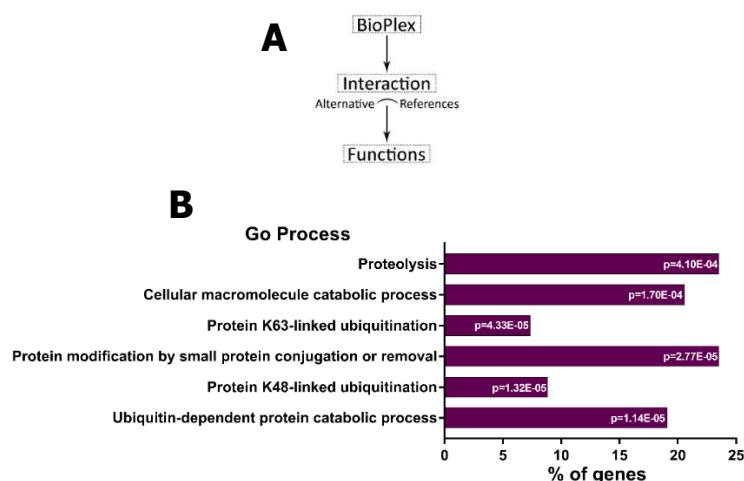 A
BioPlex
Interaction
Alternative References
Functions
B
Go Process
Proteolysis p=4.10E-04
Cellular macromolecule catabolic process p=1.70E-04
Protein K63-linked ubiquitination p=4.33E-05
Protein modification by small protein conjugation or removal p=2.77E-05
Protein K48-linked ubiquitination p=1.32E-05
Ubiquitin-dependent protein catabolic process p=1.14E-05
0 5 10 15 20 25
% of genes